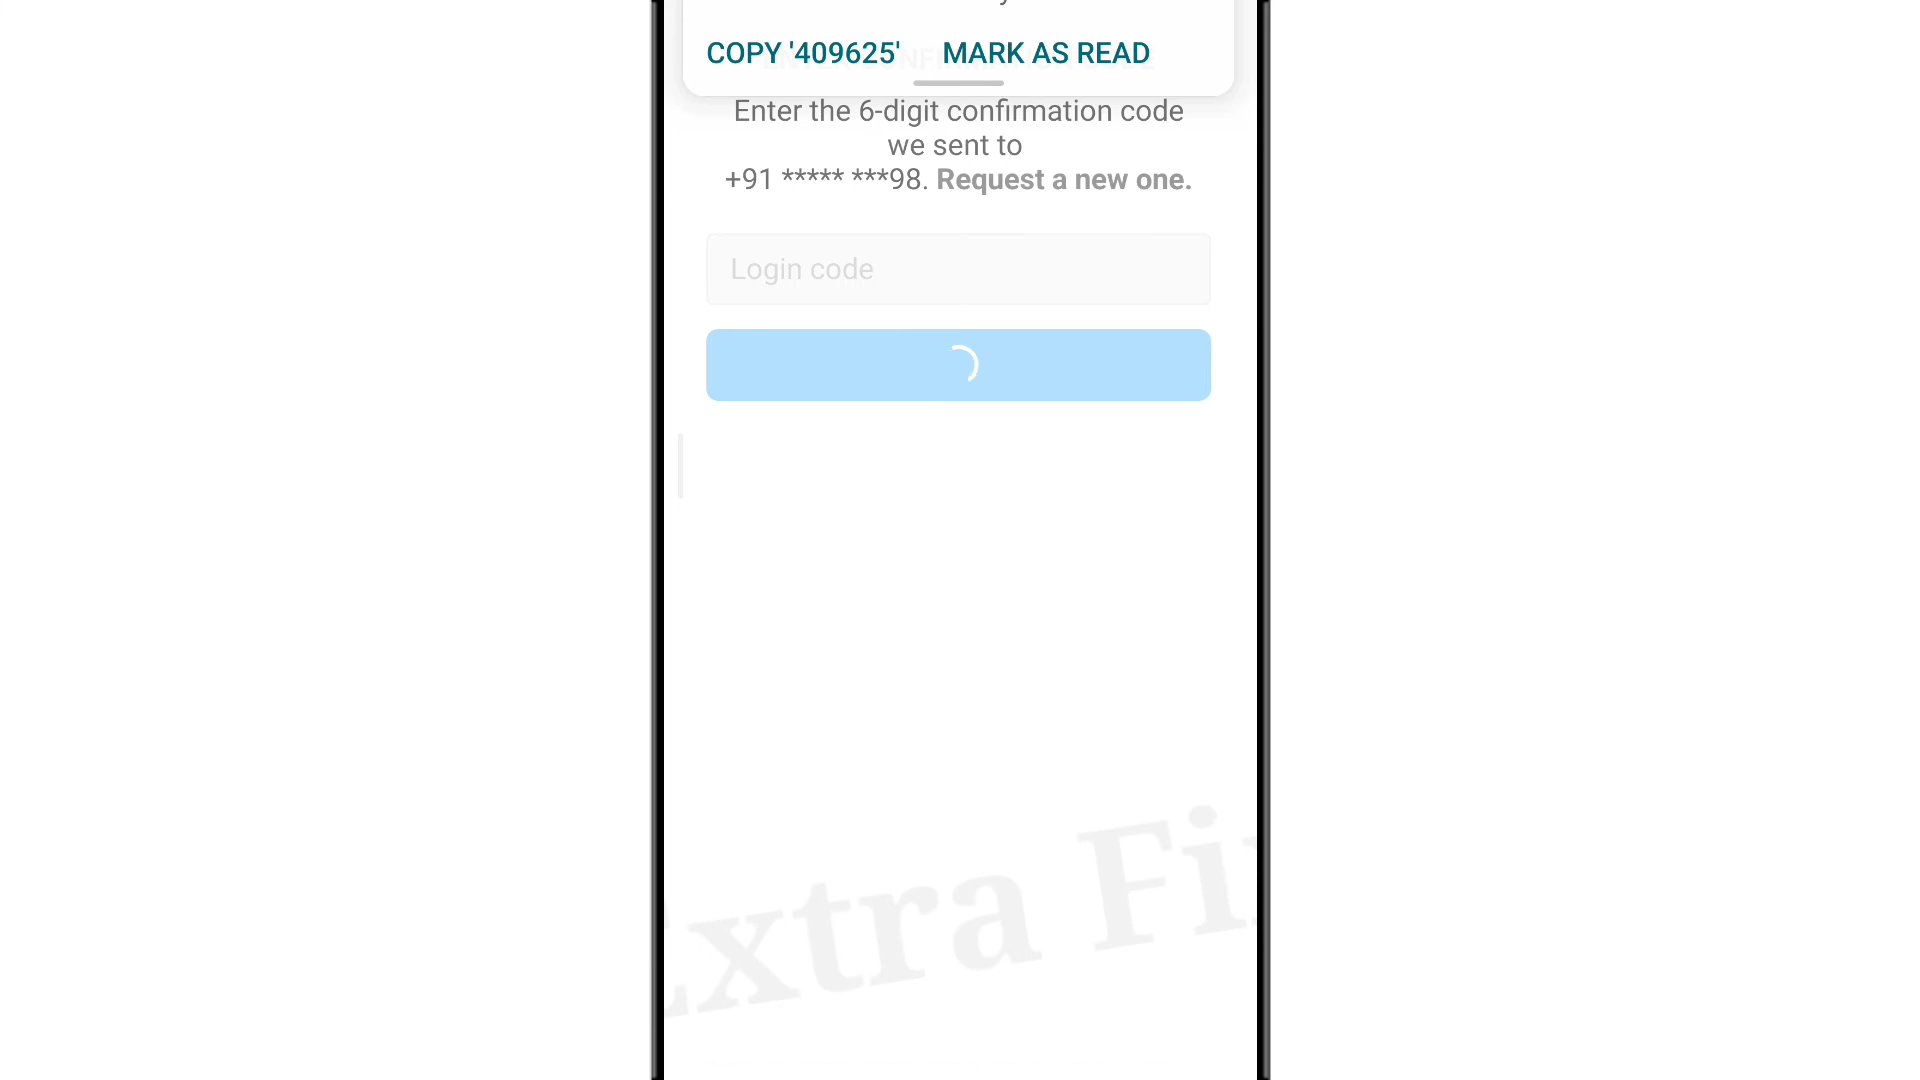 COPY '409625' MARK AS READ
Enter the 6-digit confirmation code
we sent to
+91 ***** ***98. Request a new one.
Login code
Extra Fi